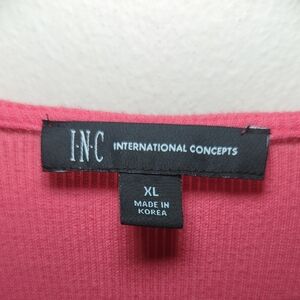 I·N·C INTERNATIONAL CONCEPTS
XL
MADE IN
KOREA